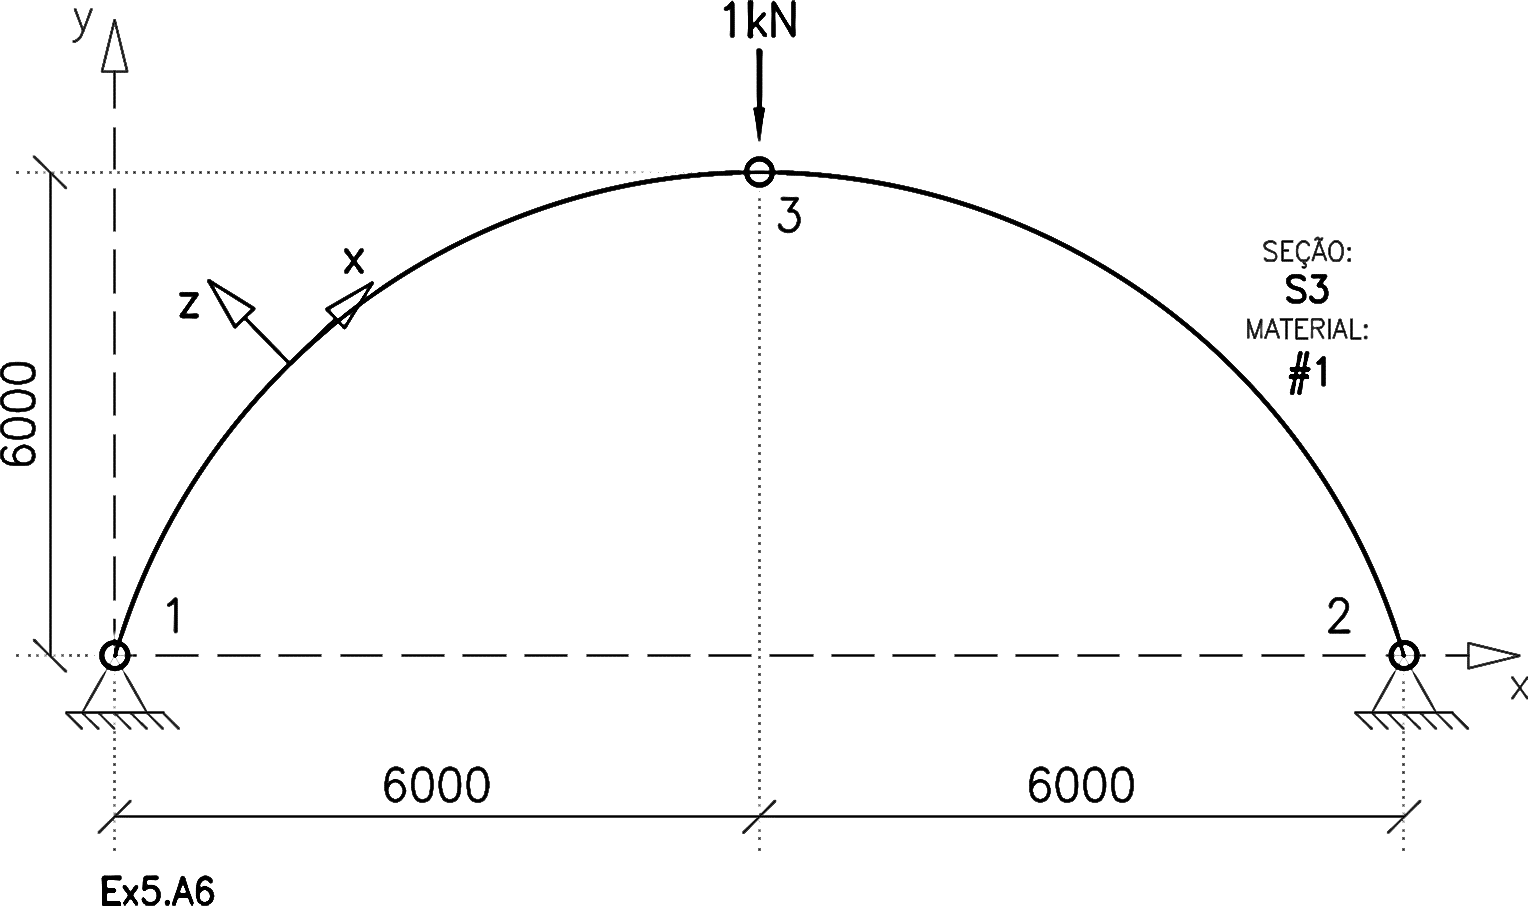 y
1kN
3
x
z
SEÇÃO:
S3
MATERIAL:
#1
6000
1
2
x
6000
6000
Ex5.A6